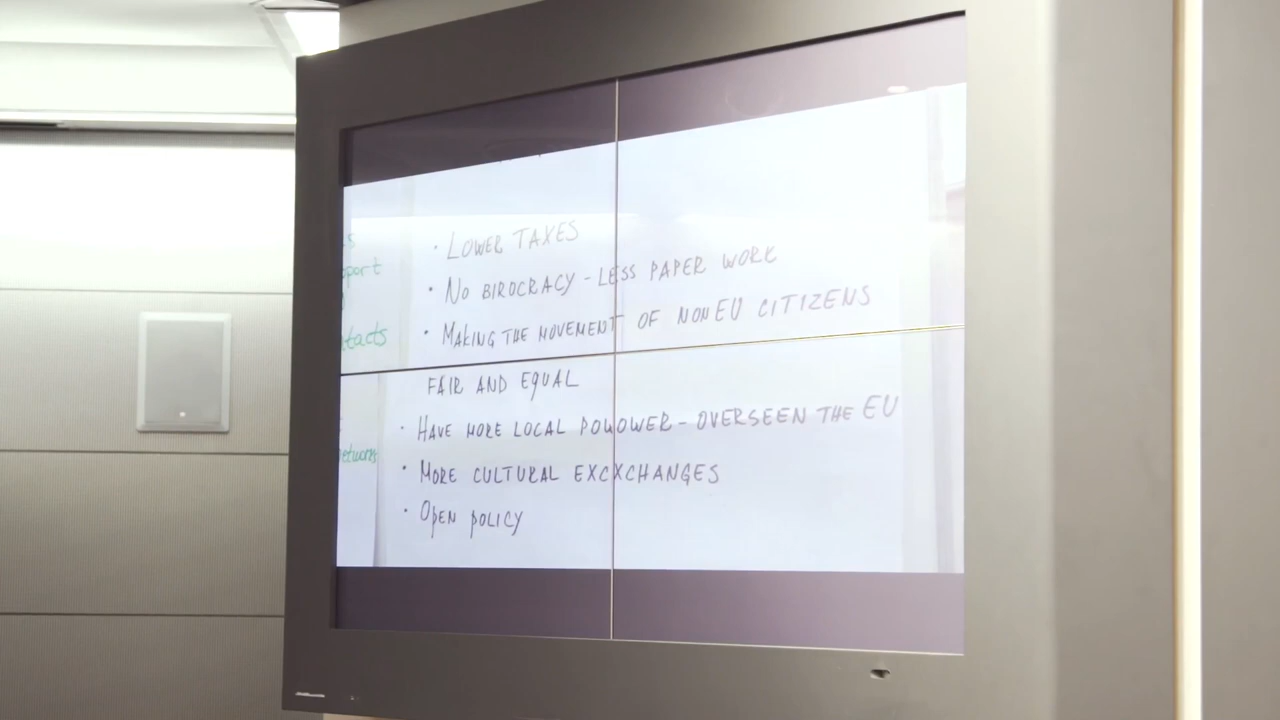 • LOWER TAXES
• NO BIROCRACY - LESS PAPER WORK
• MAKING THE MOVEMENT OF NON EU CITIZENS
FAIR AND EQUAL
• HAVE MORE LOCAL POWOWER - OVERSEEN THE EU
• MORE CULTURAL EXCXCHANGES
• OPEN POLICY